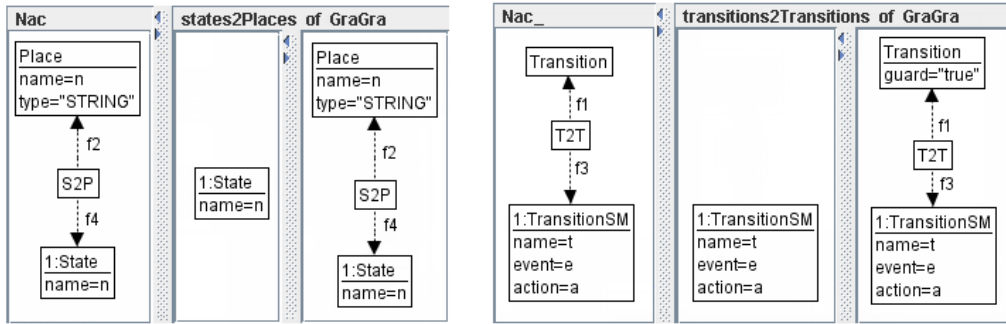 Nac
states2Places of GraGra
Place
name=n
type="STRING"
f2
S2P
f4
1:State
name=n
1:State
name=n
Place
name=n
type="STRING"
f2
S2P
f4
1:State
name=n
Nac_
transitions2Transitions of GraGra
Transition
f1
T2T
f3
1:TransitionSM
name=t
event=e
action=a
1:TransitionSM
name=t
event=e
action=a
Transition
guard="true"
f1
T2T
f3
1:TransitionSM
name=t
event=e
action=a